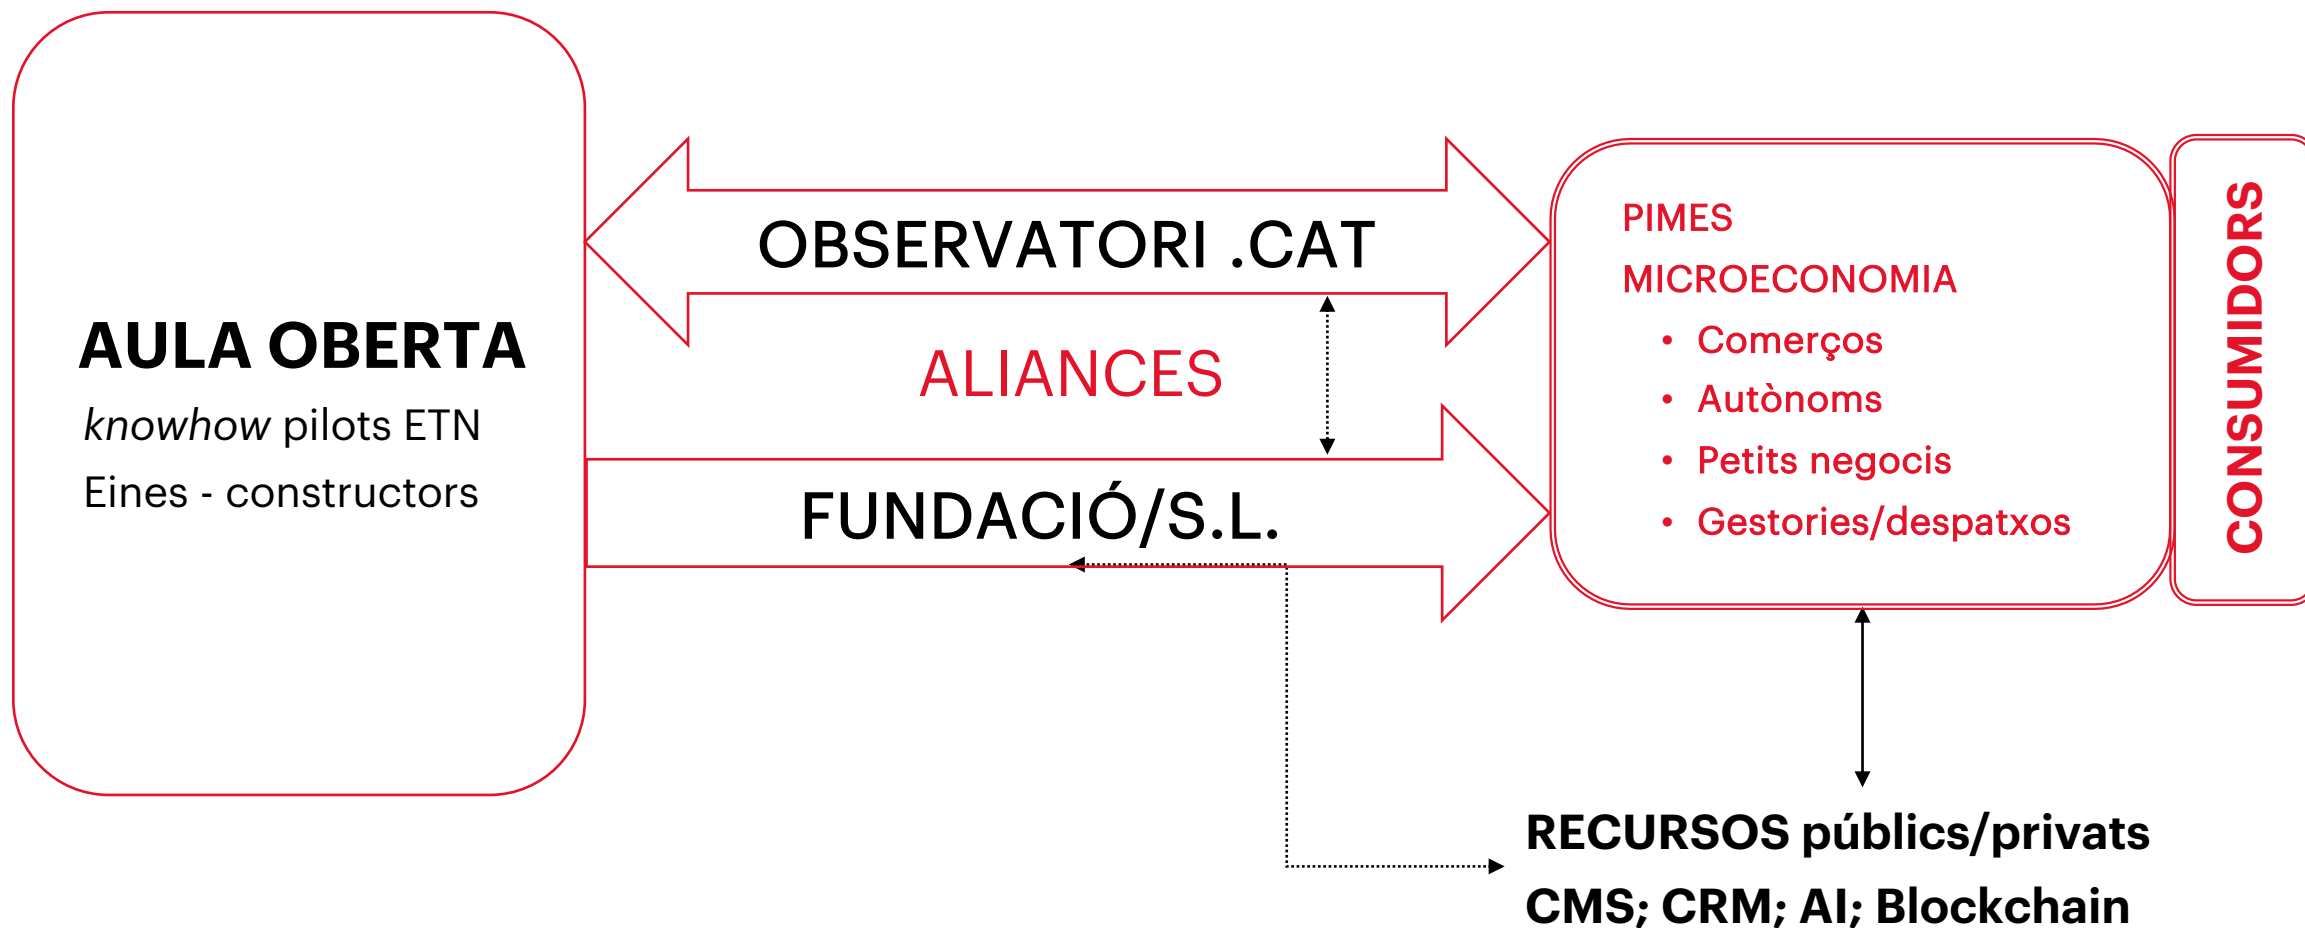 AULA OBERTA
knowhow pilots ETN
Eines - constructors
OBSERVATORI .CAT
ALIANCES
FUNDACIÓ/S.L.
PIMES
MICROECONOMIA
• Comerços
• Autònoms
• Petits negocis
• Gestories/despatxos
CONSUMIDORS
RECURSOS públics/privats
CMS; CRM; AI; Blockchain